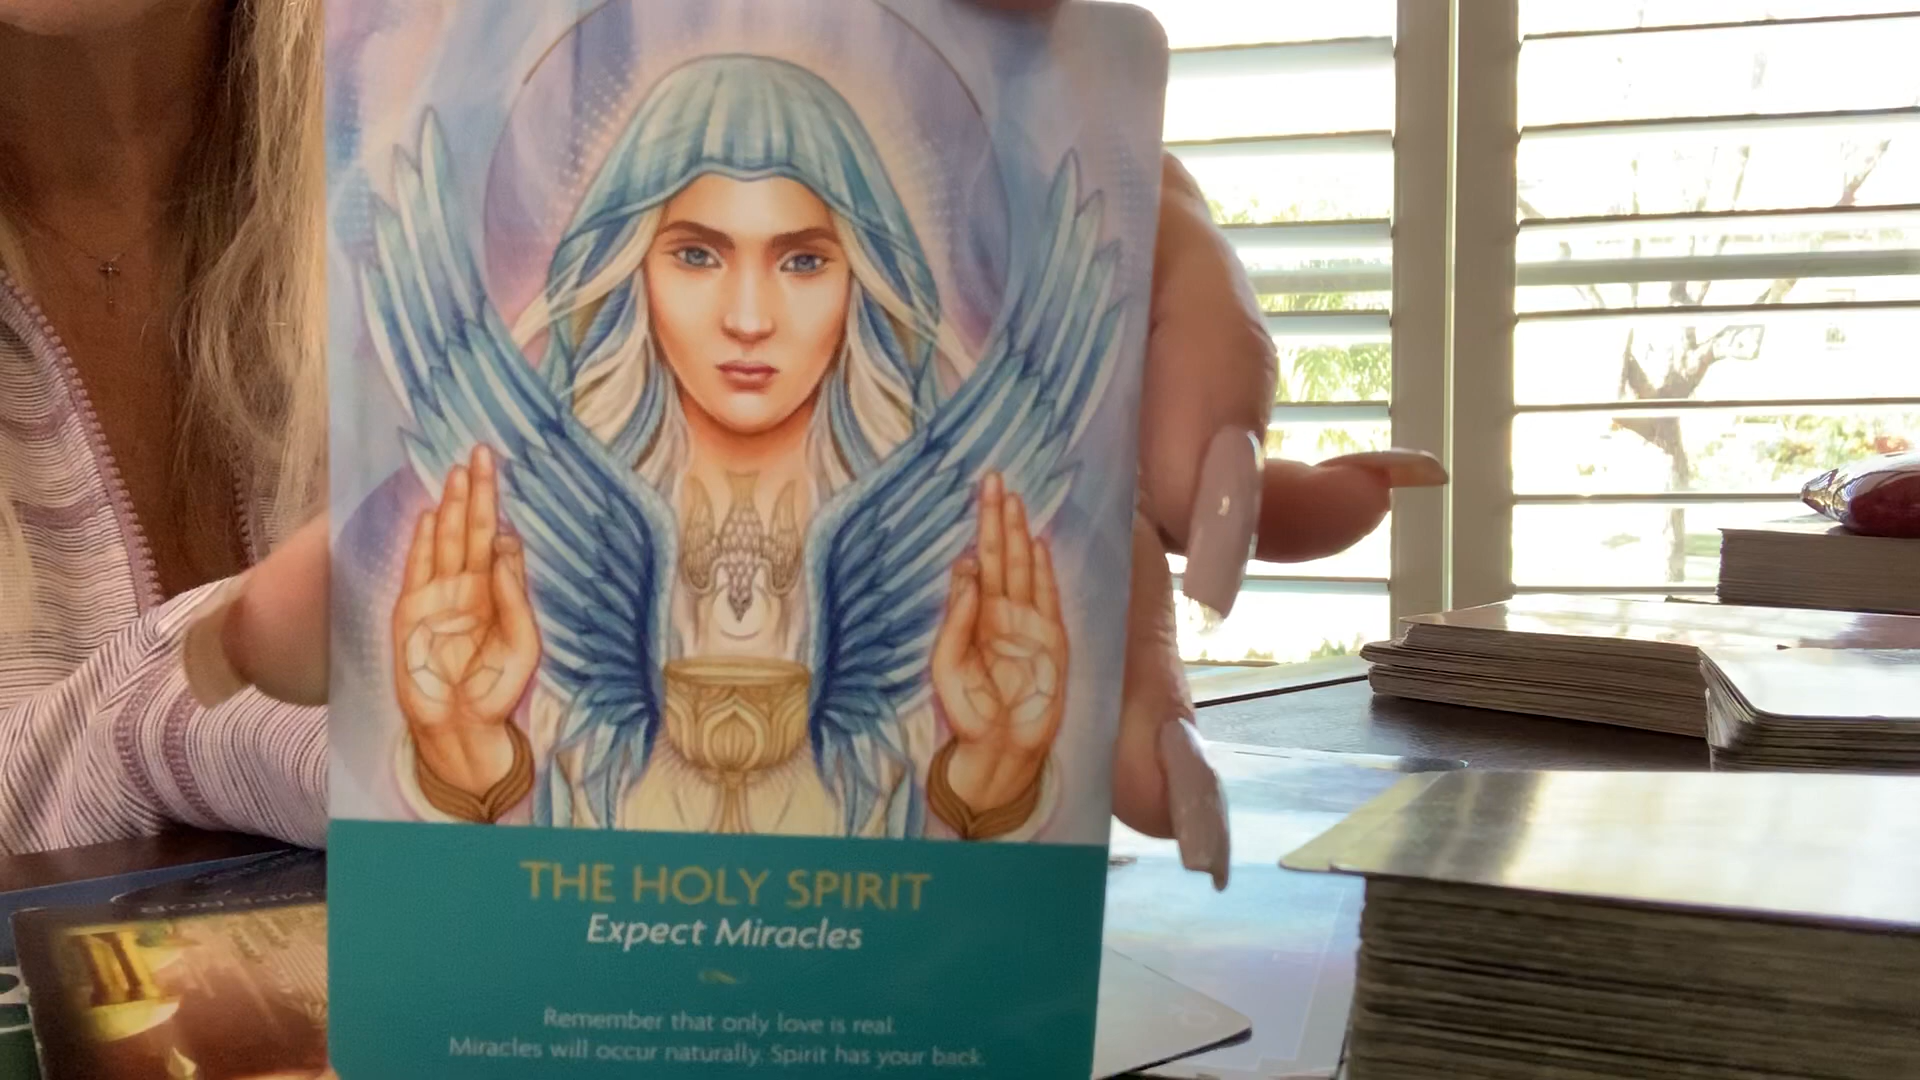 THE HOLY SPIRIT
Expect Miracles
Remember that only love is real.
Miracles will occur naturally. Spirit has your back.